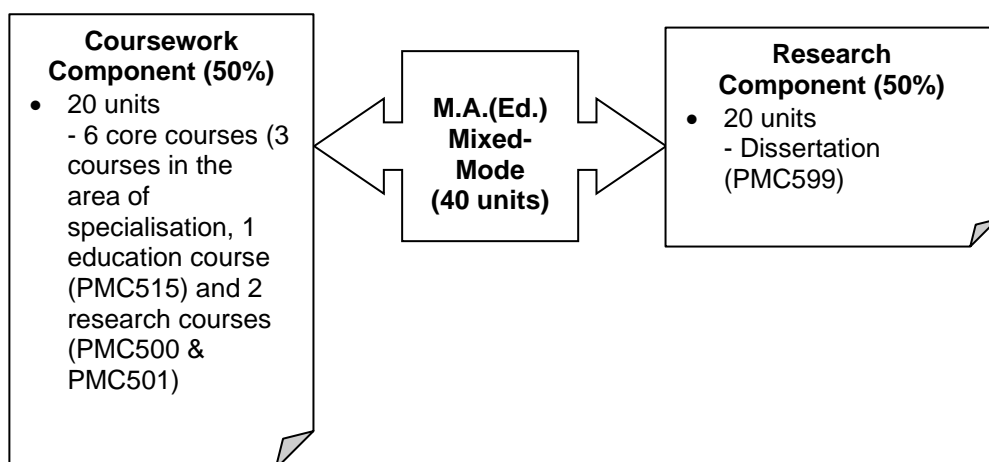 Coursework
Component (50%)
• 20 units
- 6 core courses (3
courses in the
area of
specialisation, 1
education course
(PMC515) and 2
research courses
(PMC500 &
PMC501)
M.A.(Ed.)
Mixed-
Mode
(40 units)
Research
Component (50%)
• 20 units
- Dissertation
(PMC599)